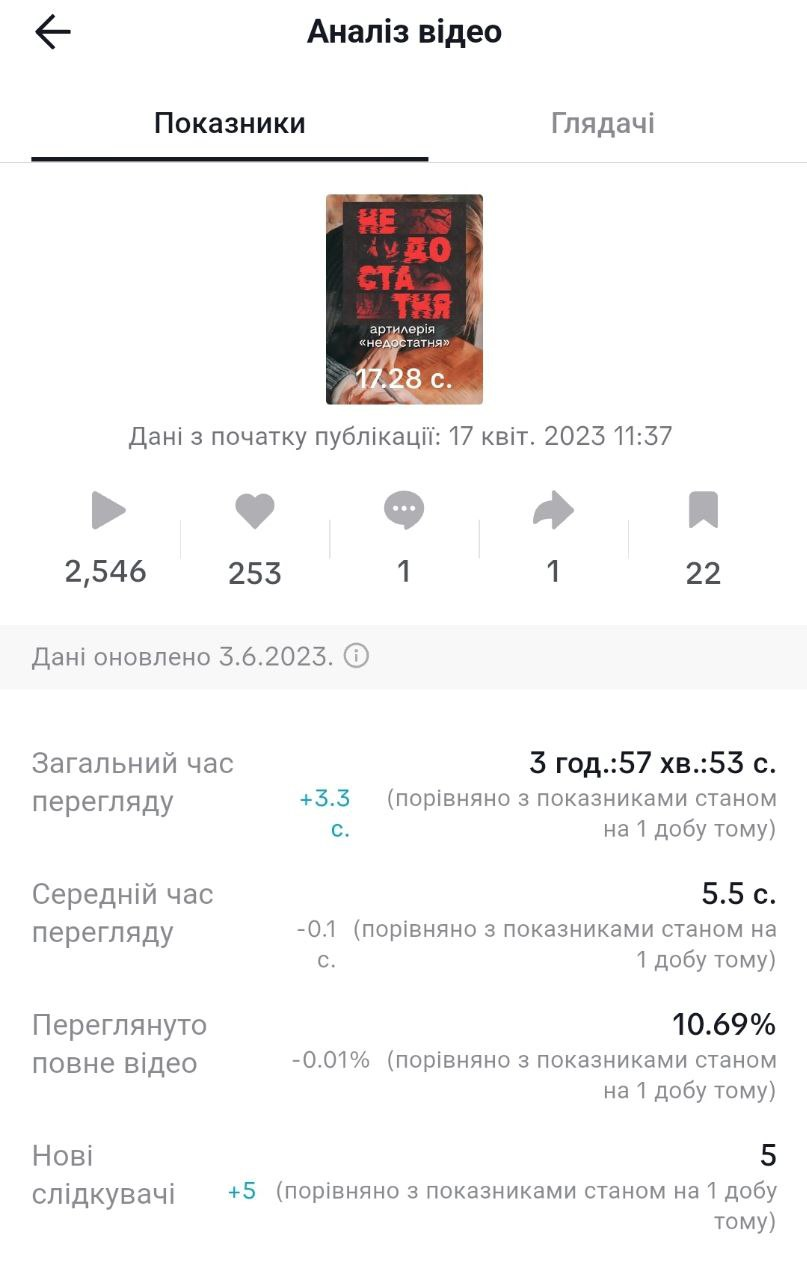 Аналіз відео
Показники
Глядачі
НЕ
ДО
СТА
ТНЯ
артилерія
«недостатня»
17.28 с.
Дані з початку публікації: 17 квіт. 2023 11:37
2,546
253
1
1
22
Дані оновлено 3.6.2023.
Загальний час
перегляду
3 год.:57 хв.:53 с.
+3.3
с.
(порівняно з показниками станом
на 1 добу тому)
Середній час
перегляду
5.5 с.
-0.1
с.
(порівняно з показниками станом на
1 добу тому)
Переглянуто
повне відео
10.69%
-0.01%
(порівняно з показниками станом
на 1 добу тому)
Нові
слідкувачі
5
+5
(порівняно з показниками станом на 1 добу
тому)